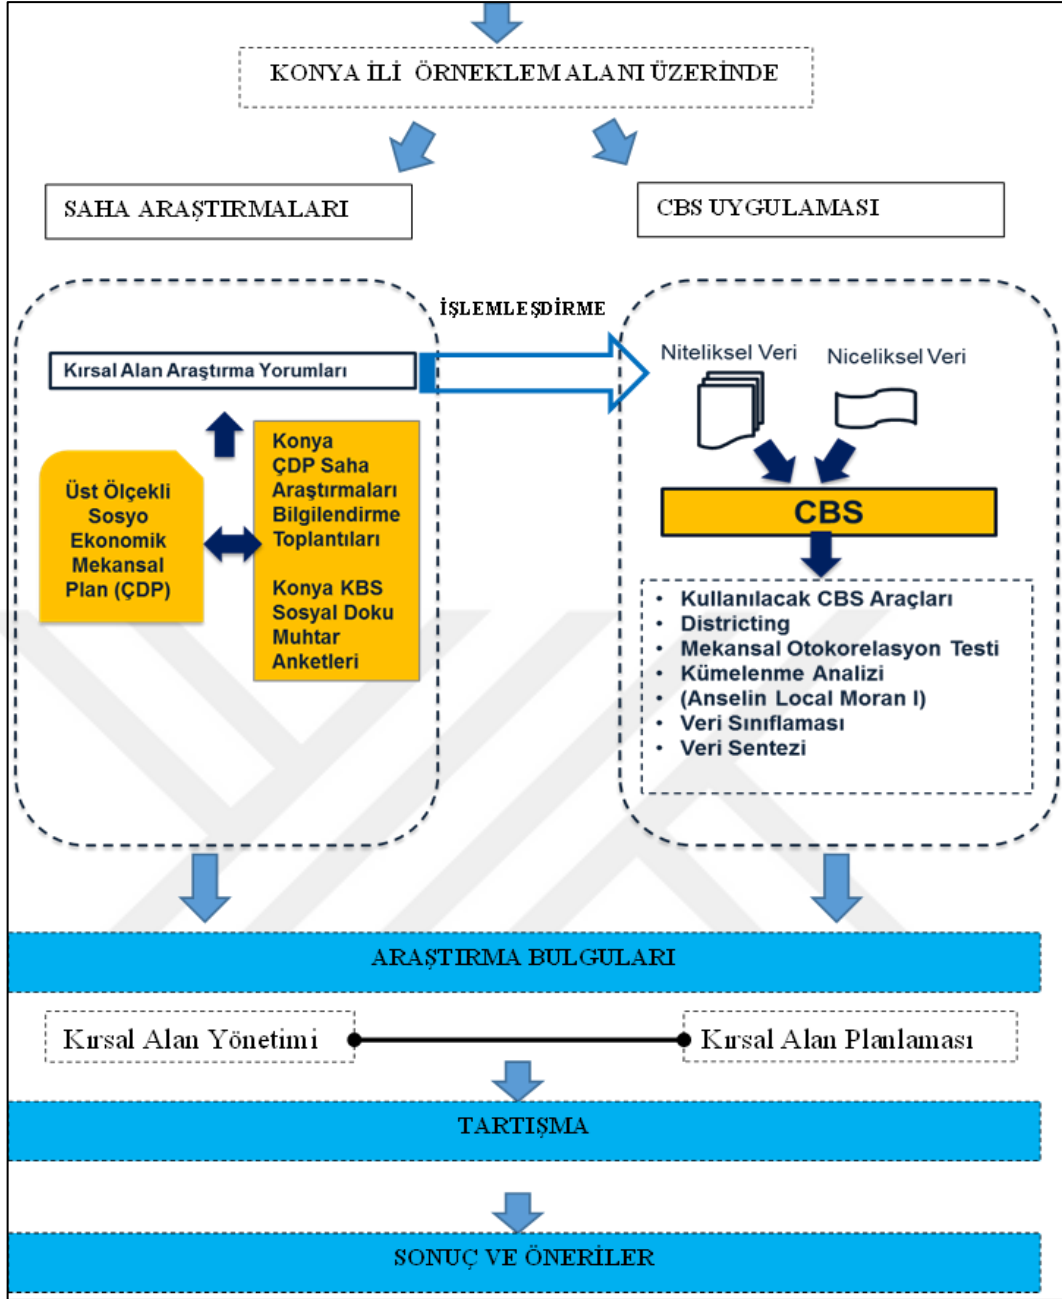 KONYA İLİ ÖRNEKLEM ALANI ÜZERİNDE
SAHA ARAŞTIRMALARI
CBS UYGULAMASI
İŞLEMLEŞDİRME
Kırsal Alan Araştırma Yorumları
Üst Ölçekli
Sosyo
Ekonomik
Mekansal
Plan (ÇDP)
Konya
ÇDP Saha
Araştırmaları
Bilgilendirme
Toplantıları
Konya KBS
Sosyal Doku
Muhtar
Anketleri
Niteliksel Veri
Niceliksel Veri
CBS
• Kullanılacak CBS Araçları
• Districting
• Mekansal Otokorelasyon Testi
• Kümelenme Analizi
• (Anselin Local Moran I)
• Veri Sınıflaması
• Veri Sentezi
ARAŞTIRMA BULGULARI
Kırsal Alan Yönetimi
Kırsal Alan Planlaması
TARTIŞMA
SONUÇ VE ÖNERİLER